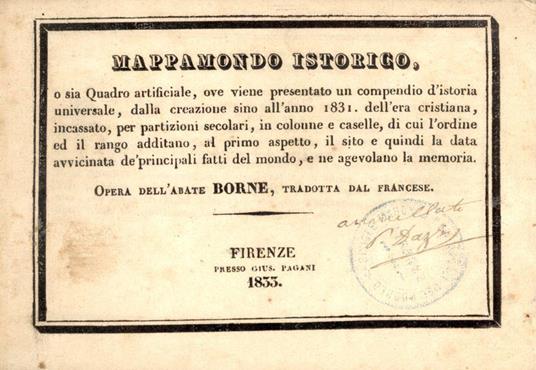 MAPPAMONDO ISTORICO,
o sia Quadro artificiale, ove viene presentato un compendio d'istoria
universale, dalla creazione sino all'anno 1831. dell'era cristiana,
incassato, per partizioni secolari, in colonne e caselle, di cui l'ordine
ed il rango additano, al primo aspetto, il sito e quindi la data
avvicinata de'principali fatti del mondo, e ne agevolano la memoria.
OPERA DELL'ABATE BORNE, TRADOTTA DAL FRANCESE.
FIRENZE
PRESSO GIUS. PAGANI
1833.